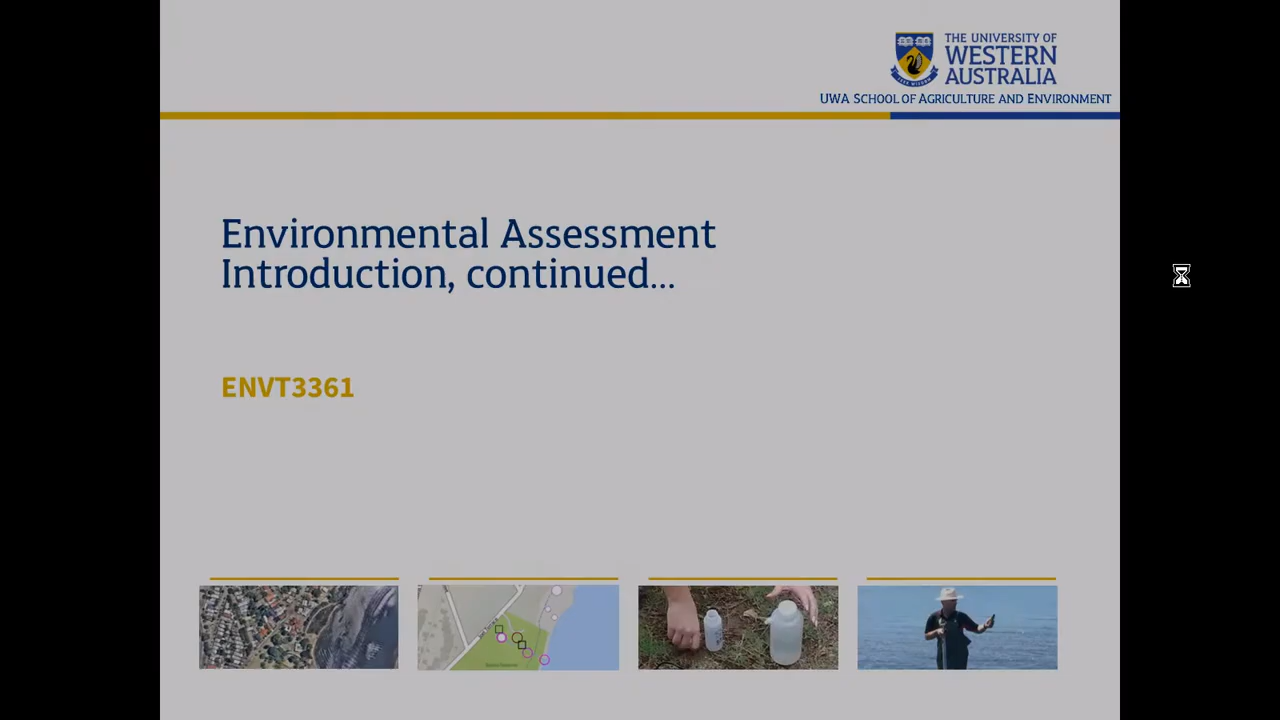 THE UNIVERSITY OF
WESTERN
AUSTRALIA
UWA SCHOOL OF AGRICULTURE AND ENVIRONMENT
Environmental Assessment
Introduction, continued...
ENVT3361